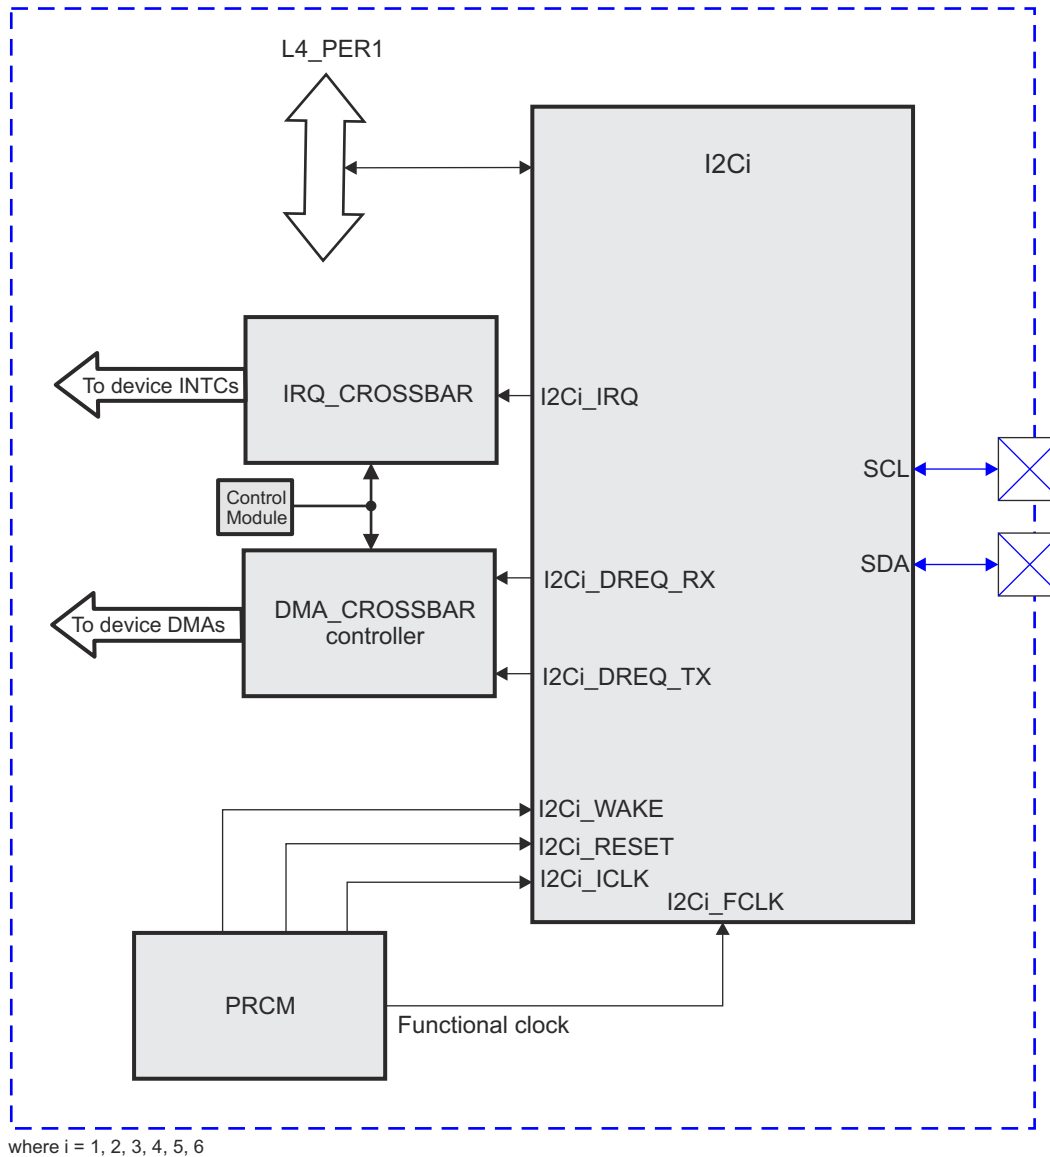 L4_PER1
I2Ci
To device INTCs
IRQ_CROSSBAR
I2Ci_IRQ
SCL
Control
Module
SDA
I2Ci_DREQ_RX
DMA_CROSSBAR
controller
To device DMAs
I2Ci_DREQ_TX
I2Ci_WAKE
I2Ci_RESET
I2Ci_ICLK
I2Ci_FCLK
PRCM
Functional clock
where i = 1, 2, 3, 4, 5, 6